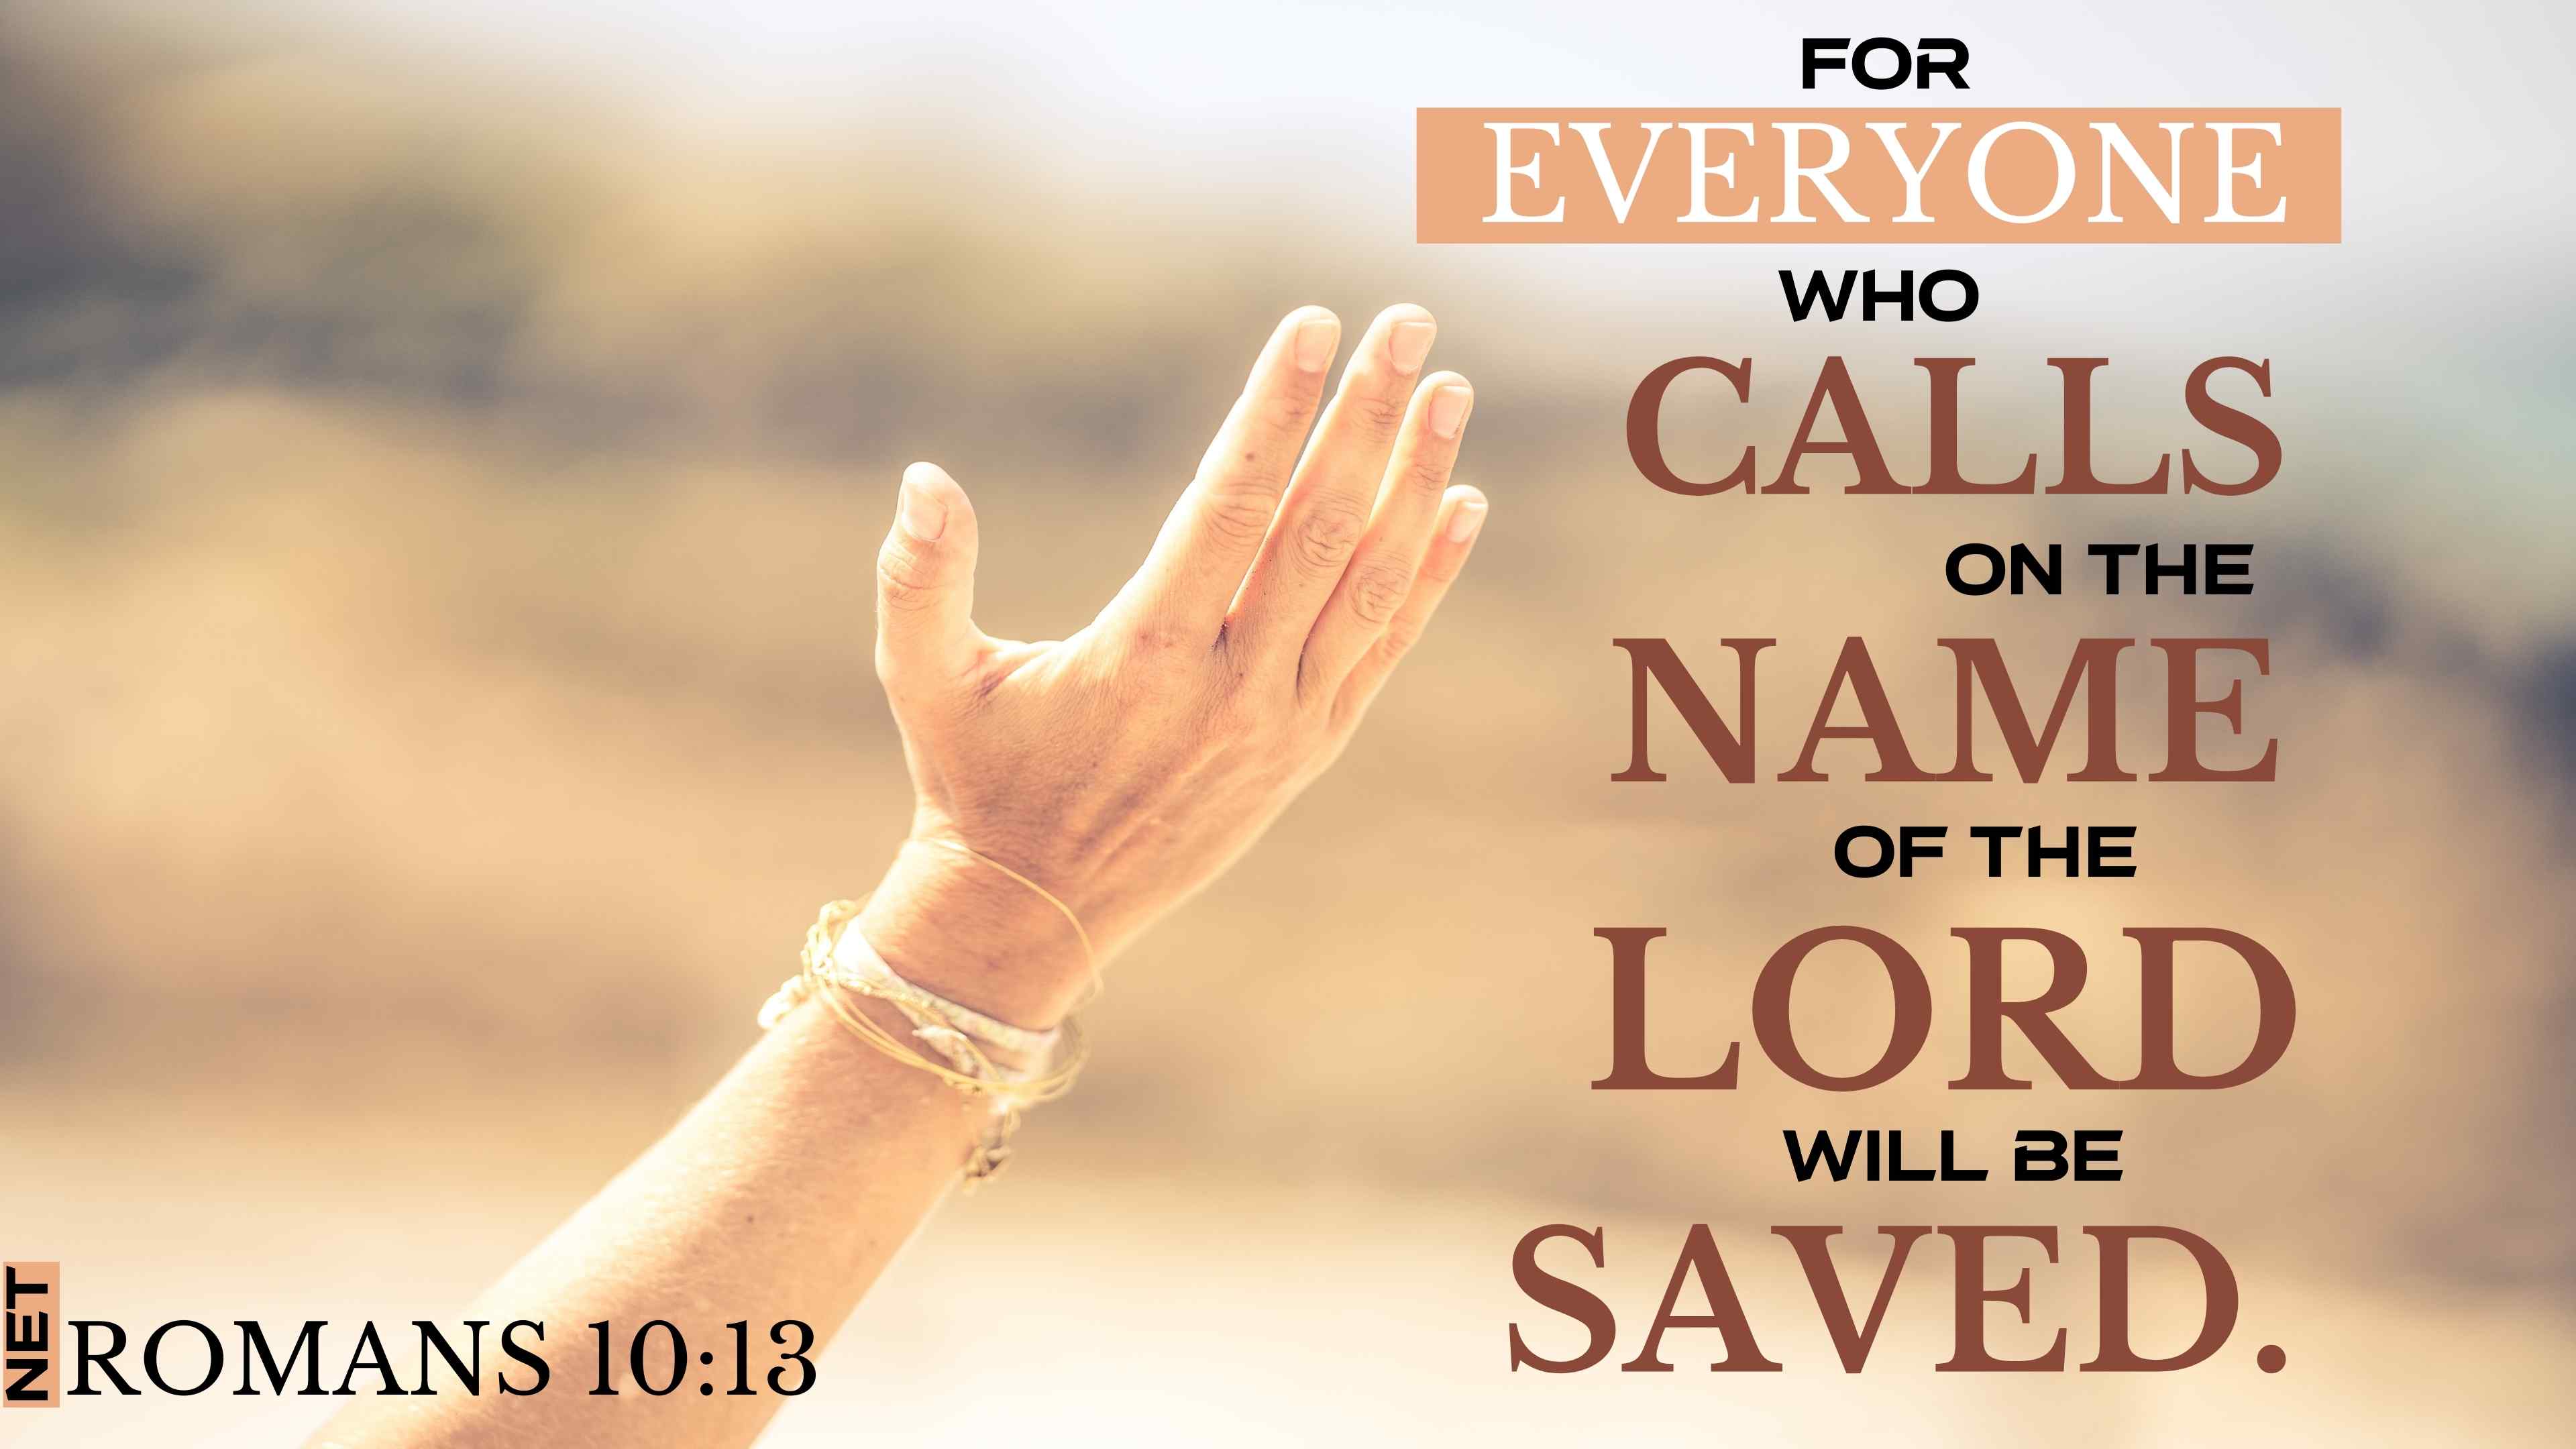 FOR
EVERYONE
WHO
CALLS
ON THE
NAME
OF THE
LORD
WILL BE
SAVED.
NET
ROMANS 10:13